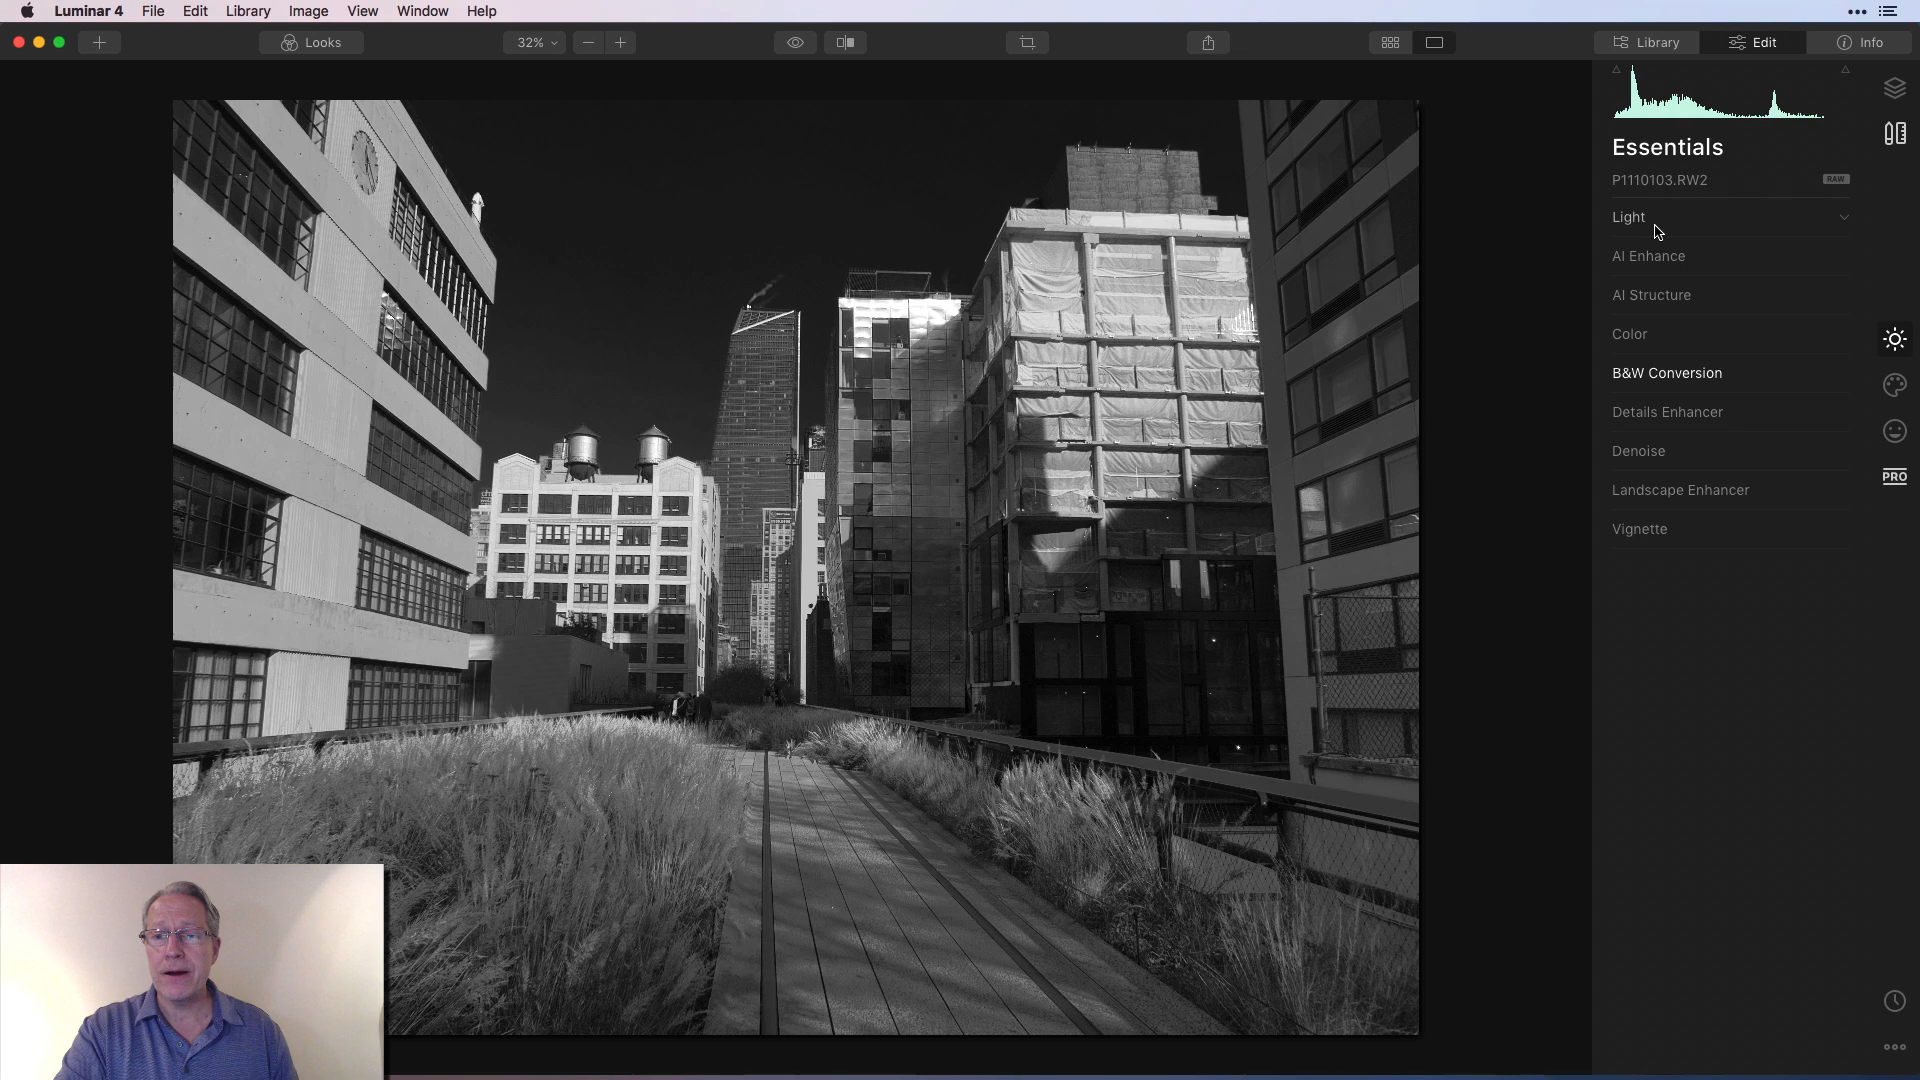 Luminar 4 File Edit Library Image View Window Help
Looks 32% Library Edit Info
Essentials
P1110103.RW2 RAW
Light
AI Enhance
AI Structure
Color
B&W Conversion
Details Enhancer
Denoise
PRO
Landscape Enhancer
Vignette